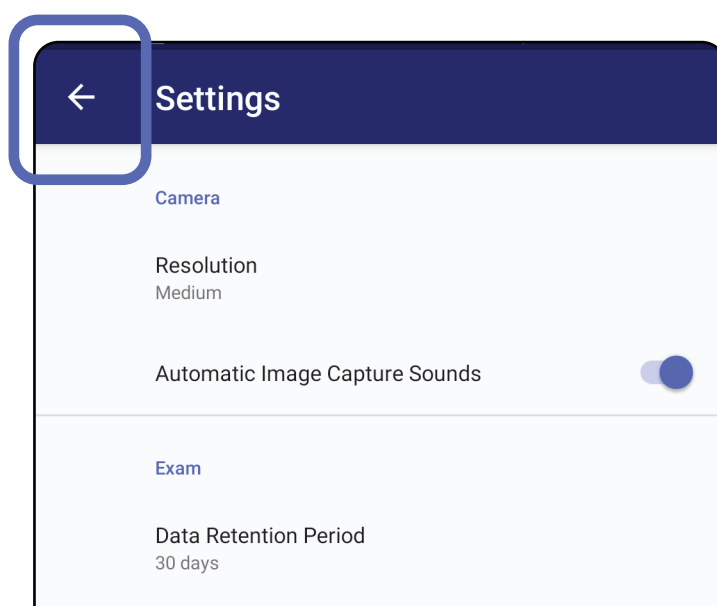 Settings
Camera
Resolution
Medium
Automatic Image Capture Sounds
Exam
Data Retention Period
30 days